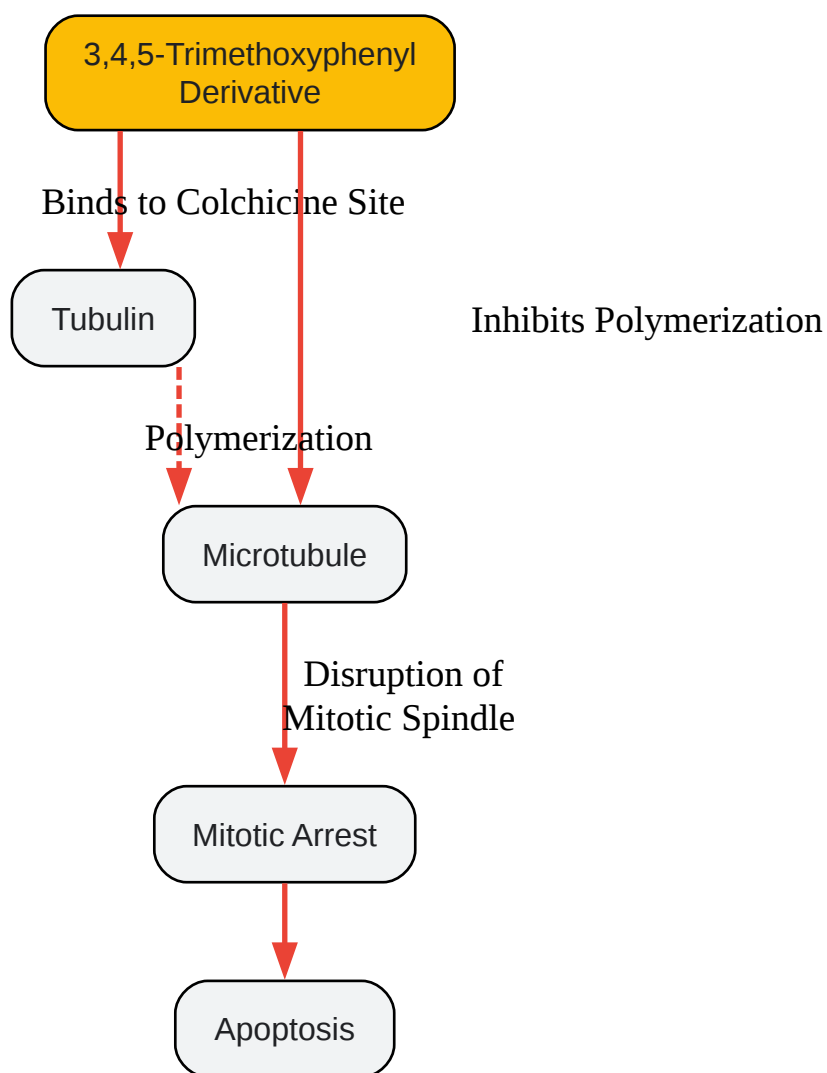 3,4,5-Trimethoxyphenyl
Derivative
Binds to Colchicine Site
Tubulin
Inhibits Polymerization
Polymerization
Microtubule
Disruption of
Mitotic Spindle
Mitotic Arrest
Apoptosis